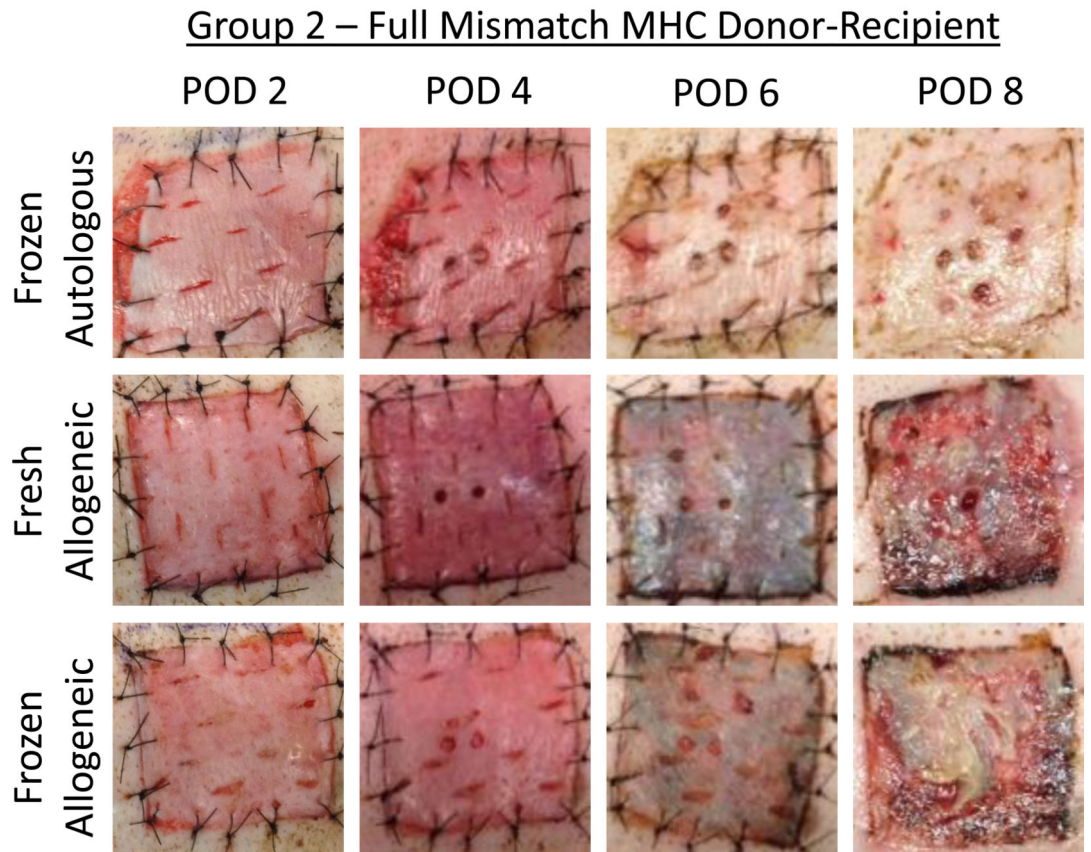 Group 2 – Full Mismatch MHC Donor-Recipient
POD 2 POD 4 POD 6 POD 8
Frozen
Autologous
Fresh
Allogeneic
Frozen
Allogeneic